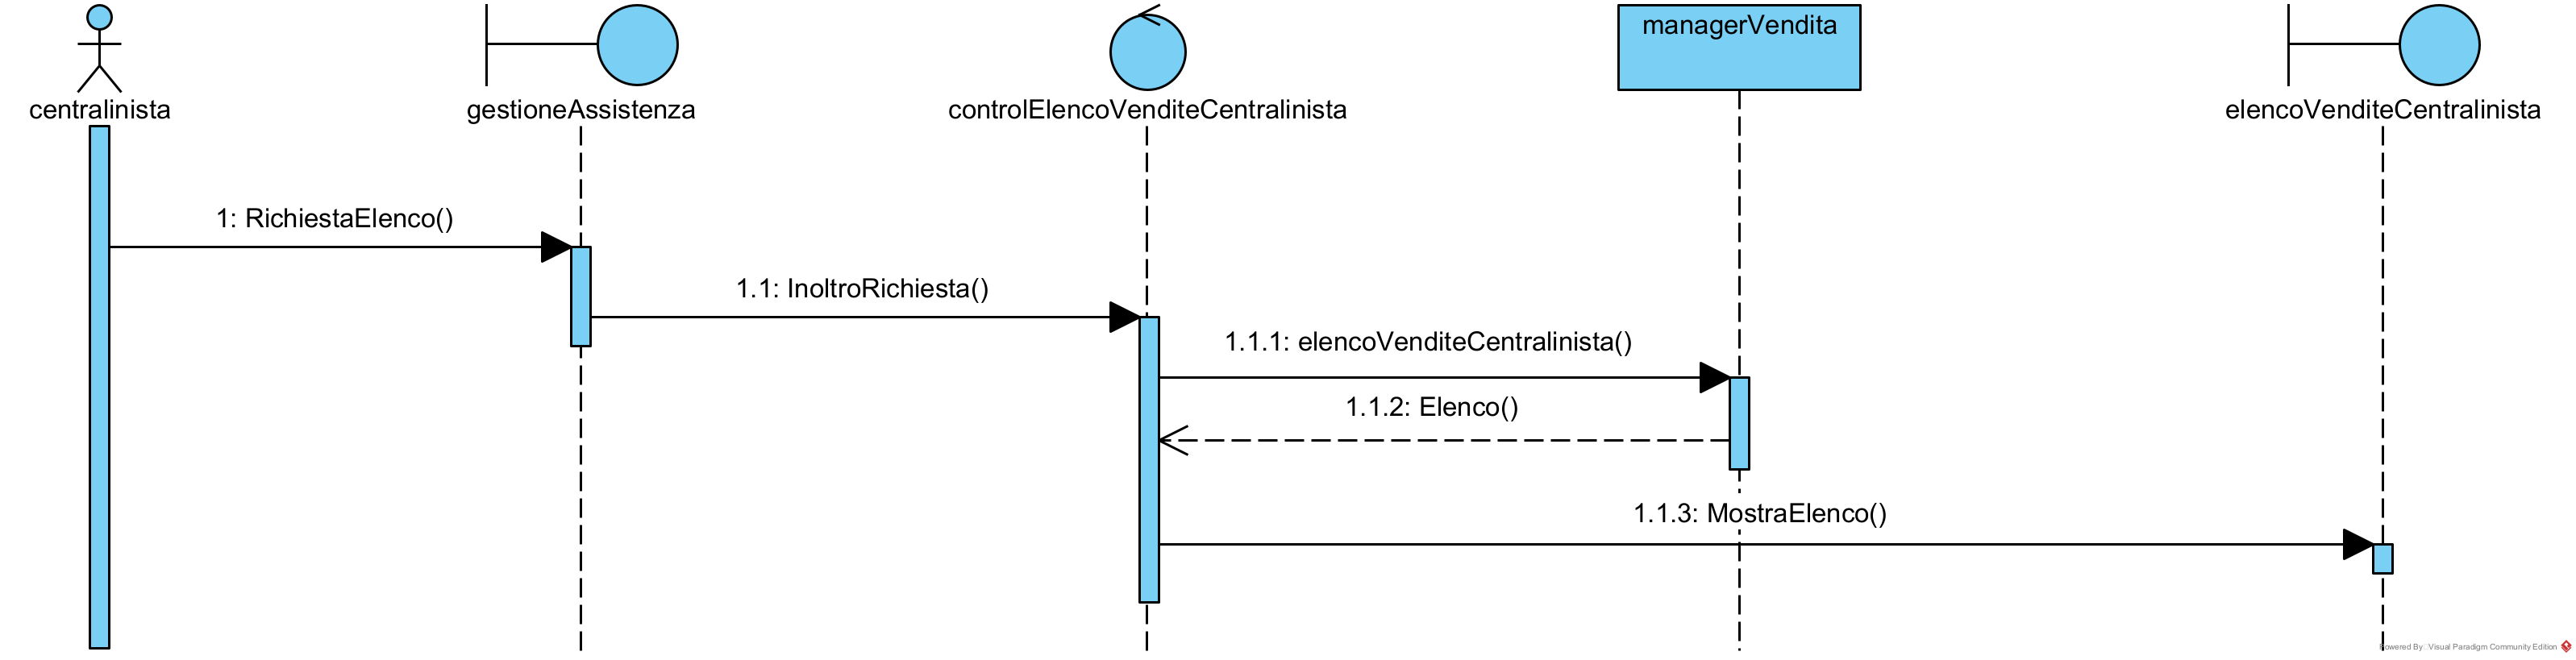 managerVendita
centralinista
gestioneAssistenza
controlElencoVenditeCentralinista
elencoVenditeCentralinista
1: RichiestaElenco()
1.1: InoltroRichiesta()
1.1.1: elencoVenditeCentralinista()
1.1.2: Elenco()
1.1.3: MostraElenco()
Powered By: Visual Paradigm Community Edition